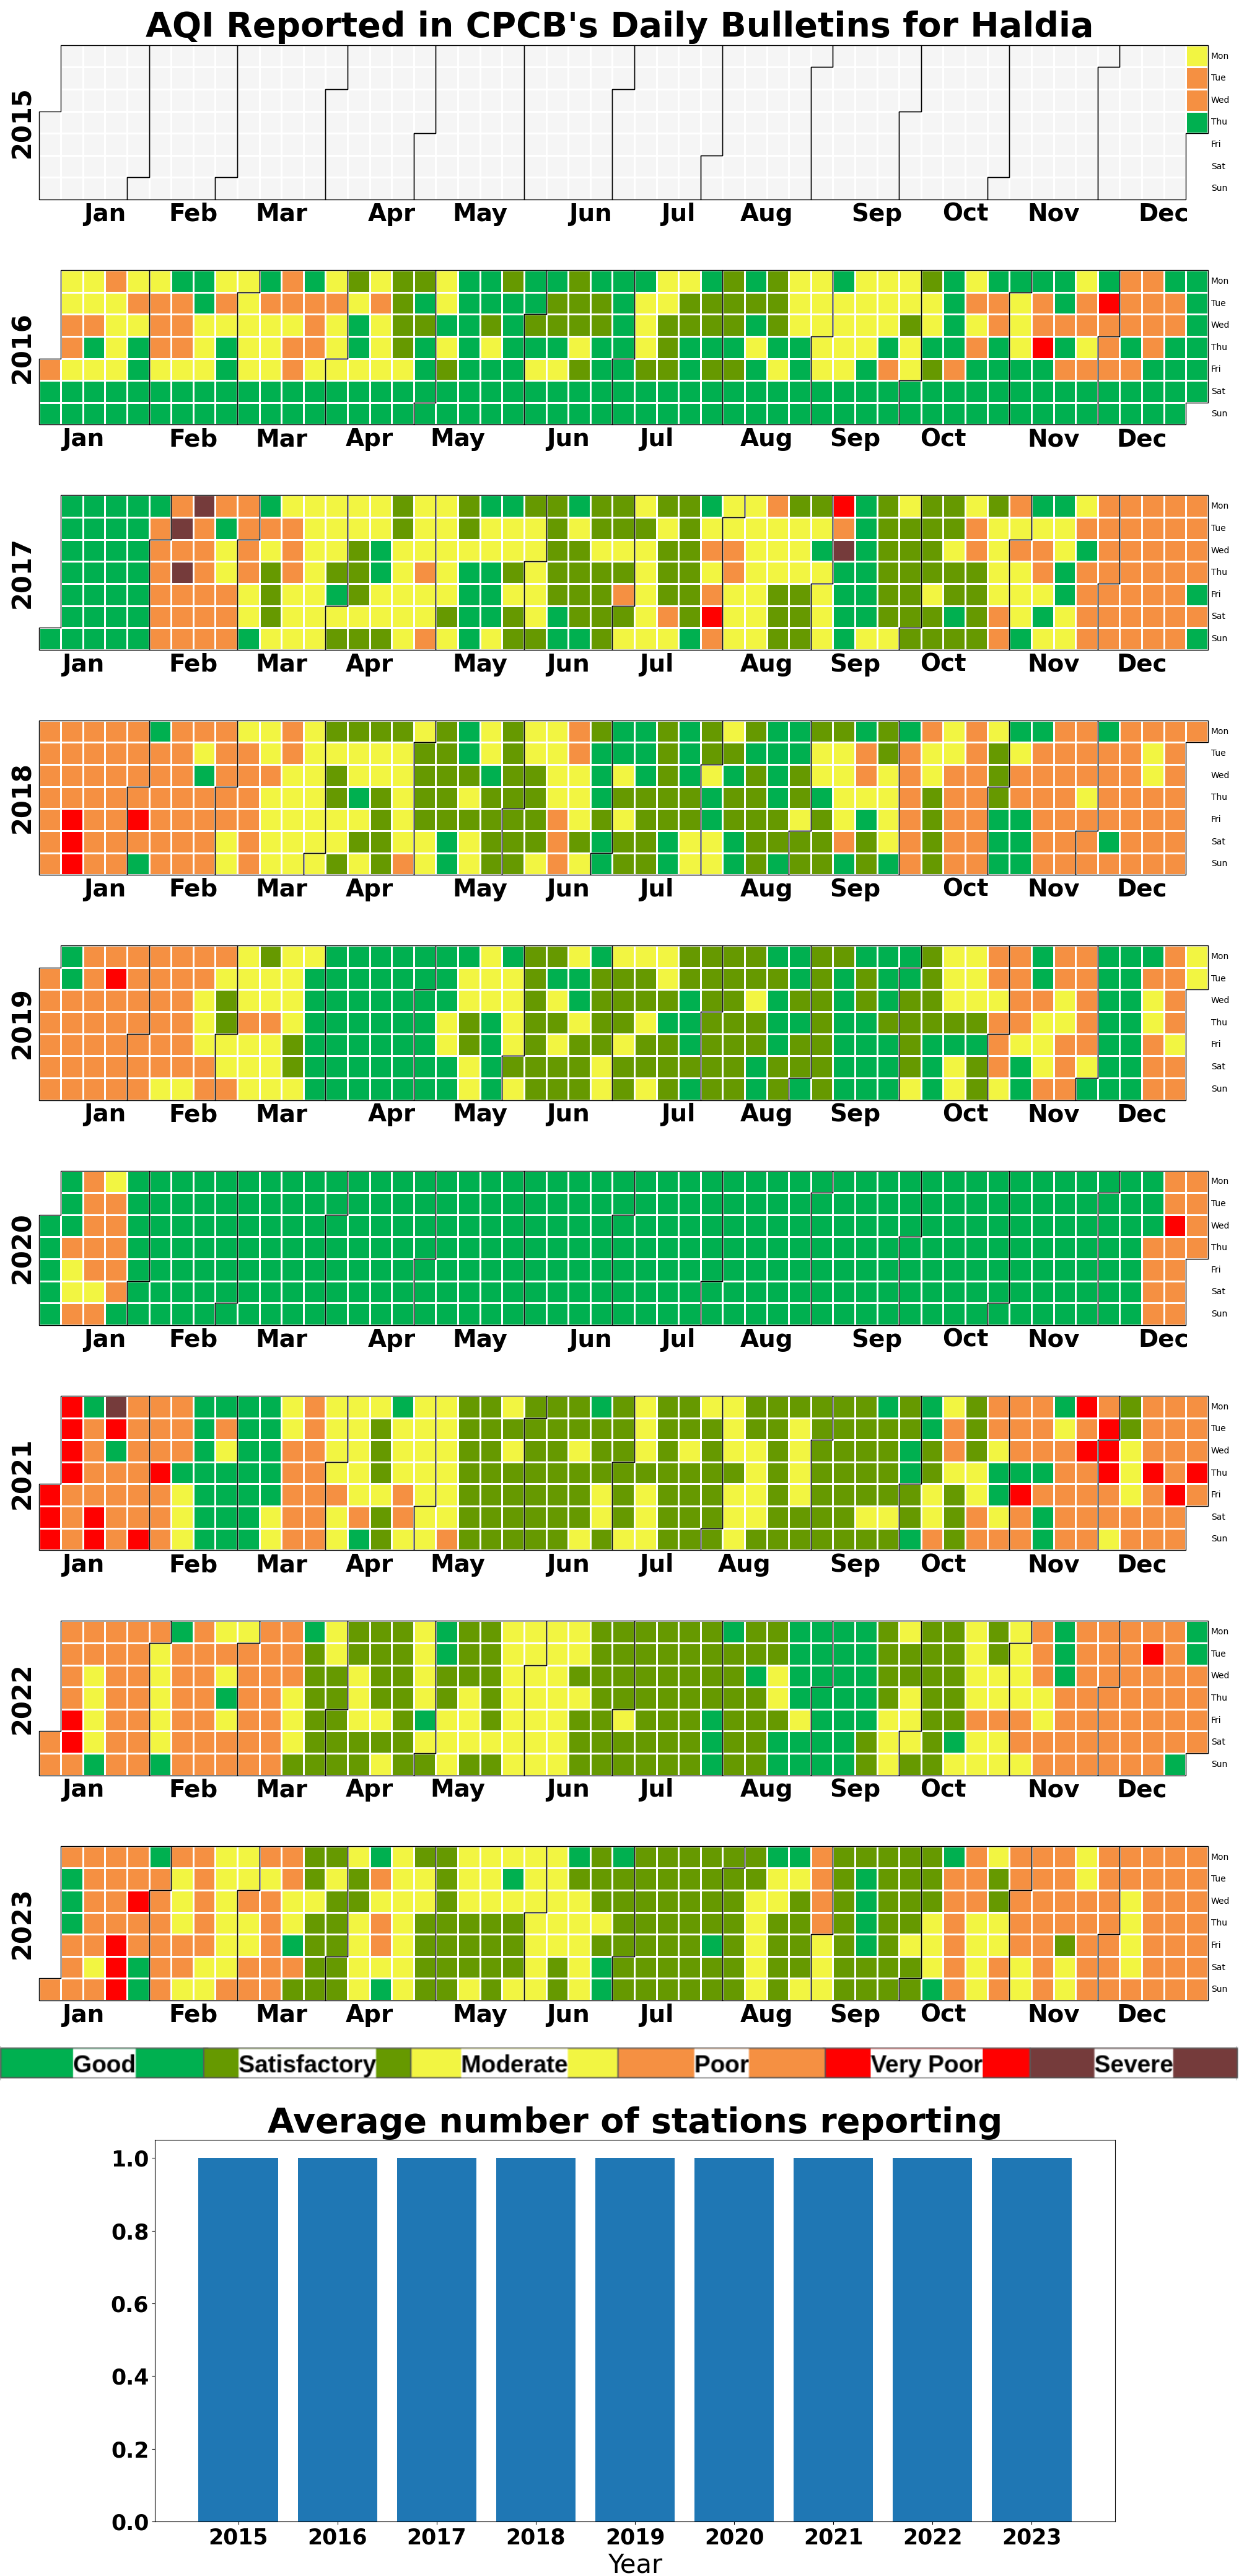 AQI Reported in CPCB's Daily Bulletins for Haldia
2015
Mon
Tue
Wed
Thu
Fri
Sat
Sun
Jan Feb Mar Apr May Jun Jul Aug Sep Oct Nov Dec
2016
Mon
Tue
Wed
Thu
Fri
Sat
Sun
Jan Feb Mar Apr May Jun Jul Aug Sep Oct Nov Dec
2017
Mon
Tue
Wed
Thu
Fri
Sat
Sun
Jan Feb Mar Apr May Jun Jul Aug Sep Oct Nov Dec
2018
Mon
Tue
Wed
Thu
Fri
Sat
Sun
Jan Feb Mar Apr May Jun Jul Aug Sep Oct Nov Dec
2019
Mon
Tue
Wed
Thu
Fri
Sat
Sun
Jan Feb Mar Apr May Jun Jul Aug Sep Oct Nov Dec
2020
Mon
Tue
Wed
Thu
Fri
Sat
Sun
Jan Feb Mar Apr May Jun Jul Aug Sep Oct Nov Dec
2021
Mon
Tue
Wed
Thu
Fri
Sat
Sun
Jan Feb Mar Apr May Jun Jul Aug Sep Oct Nov Dec
2022
Mon
Tue
Wed
Thu
Fri
Sat
Sun
Jan Feb Mar Apr May Jun Jul Aug Sep Oct Nov Dec
2023
Mon
Tue
Wed
Thu
Fri
Sat
Sun
Jan Feb Mar Apr May Jun Jul Aug Sep Oct Nov Dec
Good Satisfactory Moderate Poor Very Poor Severe
Average number of stations reporting
1.0
0.8
0.6
0.4
0.2
0.0
2015 2016 2017 2018 2019 2020 2021 2022 2023
Year